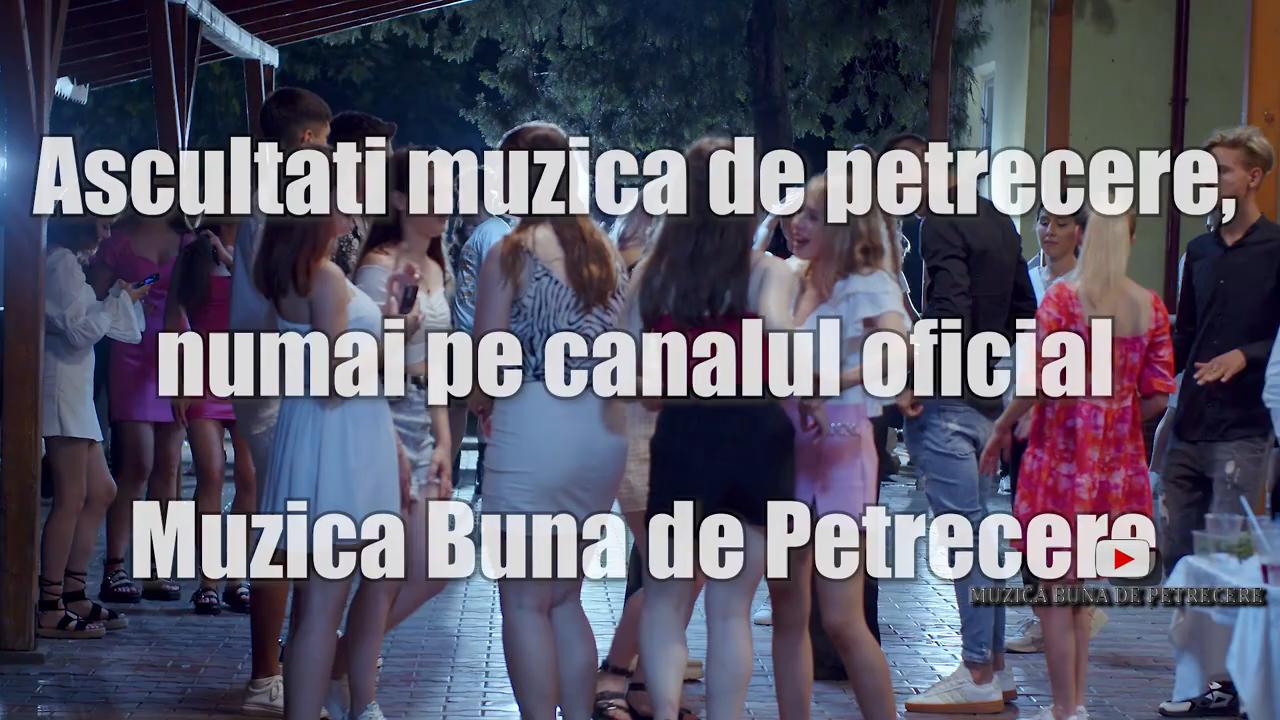 Ascultati muzica de petrecere,
numai pe canalul oficial
Muzica Buna de Petrecere
MUZICA BUNA DE PETRECERE